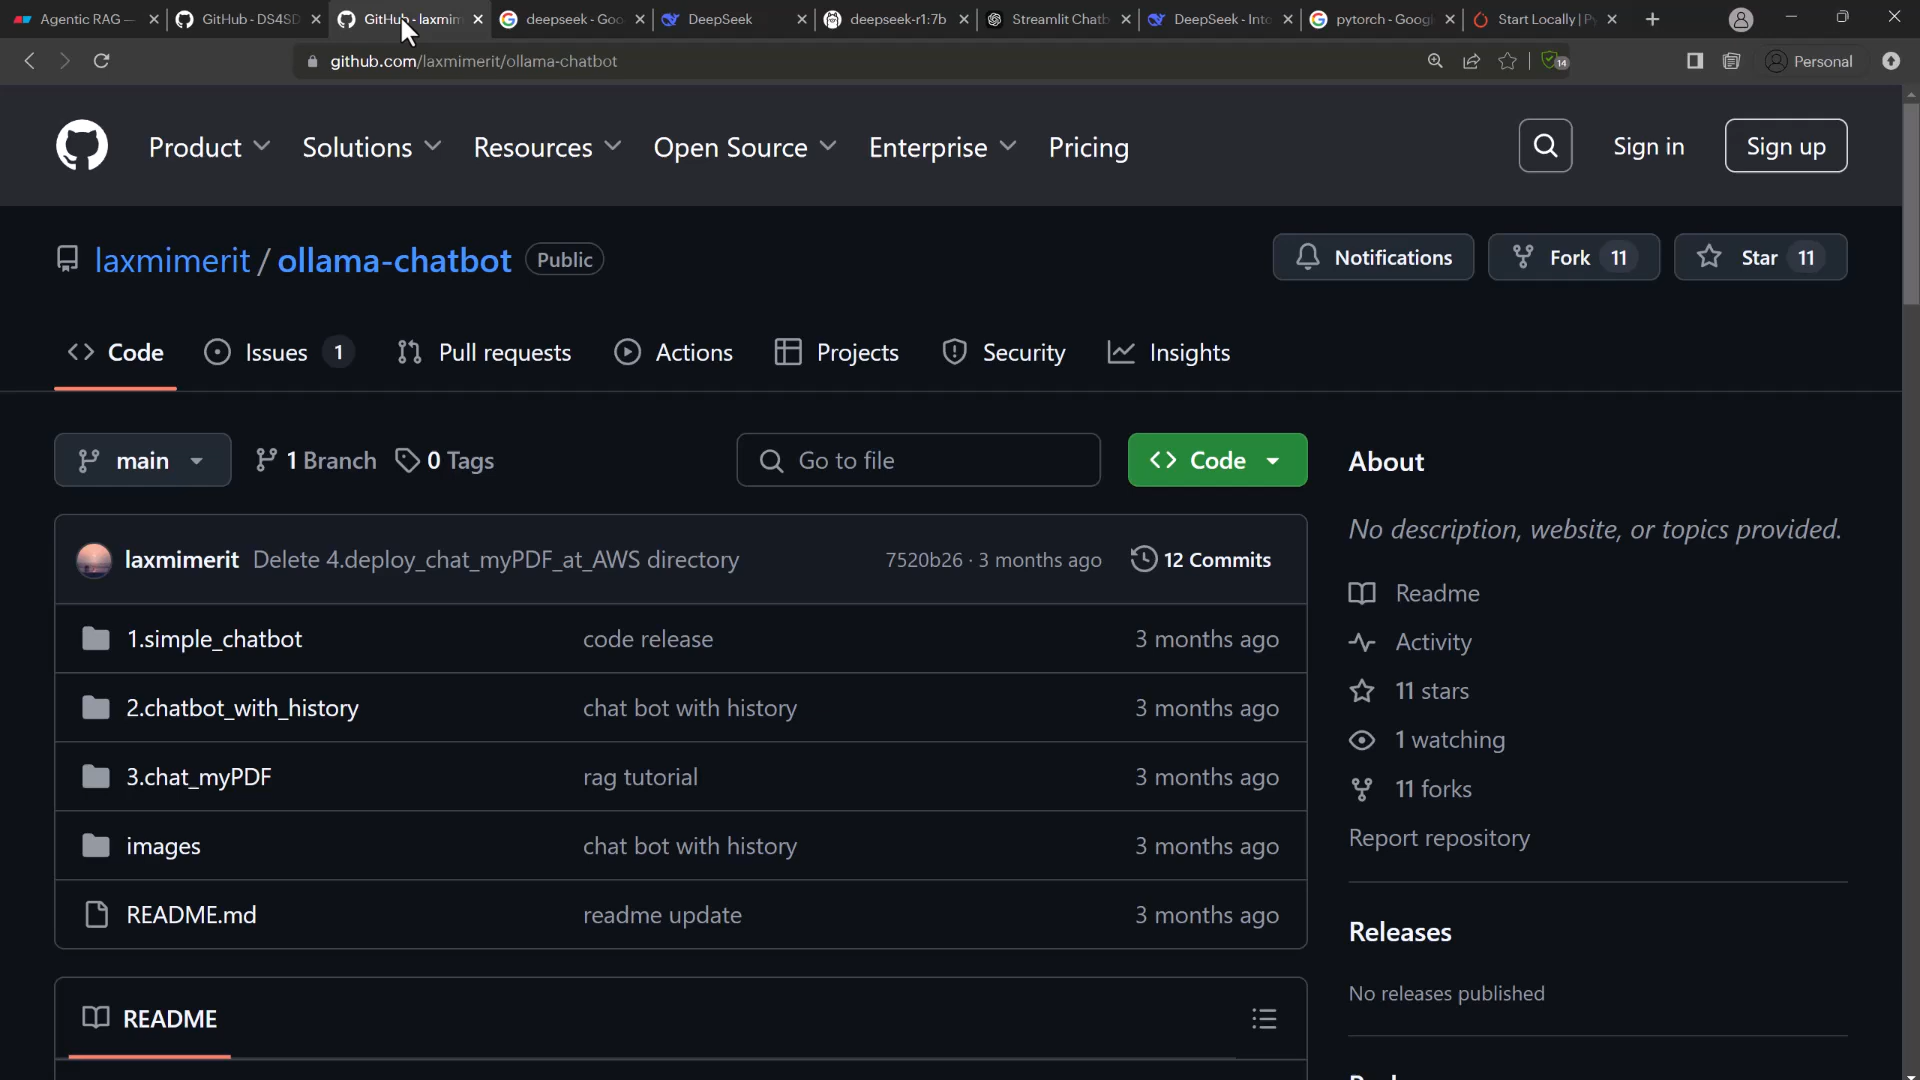 Agentic RAG —
GitHub - DS4SD
GitHub - laxmim
deepseek - Goo
DeepSeek
deepseek-r1:7b
Streamlit Chatb
DeepSeek - Into
pytorch - Googl
Start Locally | P
github.com/laxmimerit/ollama-chatbot
14
Personal
Product
Solutions
Resources
Open Source
Enterprise
Pricing
Sign in
Sign up
laxmimerit / ollama-chatbot Public
Notifications
Fork 11
Star 11
Code
Issues 1
Pull requests
Actions
Projects
Security
Insights
main
1 Branch
0 Tags
Go to file
Code
About
No description, website, or topics provided.
laxmimerit Delete 4.deploy_chat_myPDF_at_AWS directory 7520b26 · 3 months ago 12 Commits
1.simple_chatbot code release 3 months ago
2.chatbot_with_history chat bot with history 3 months ago
3.chat_myPDF rag tutorial 3 months ago
images chat bot with history 3 months ago
README.md readme update 3 months ago
README
Readme
Activity
11 stars
1 watching
11 forks
Report repository
Releases
No releases published